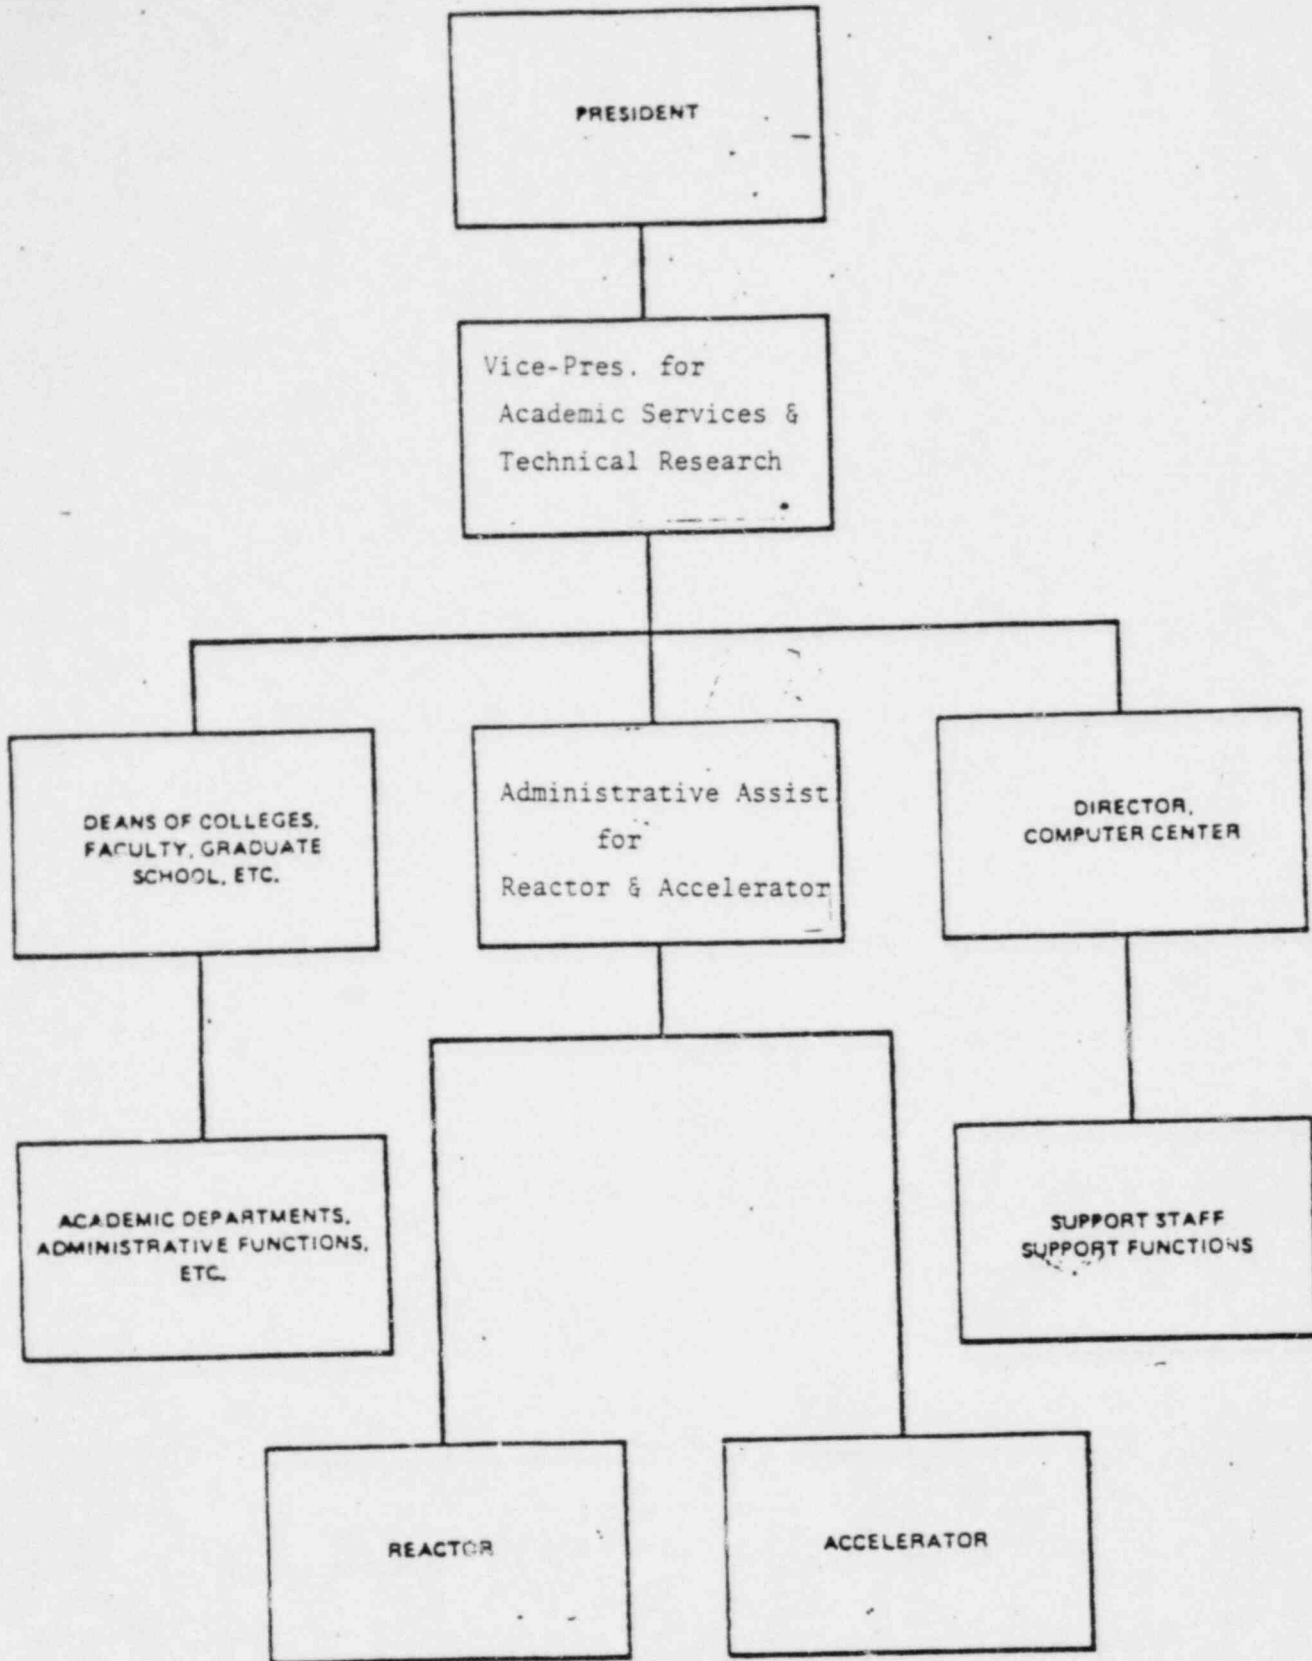 PRESIDENT
Vice-Pres. for
Academic Services &
Technical Research
DEANS OF COLLEGES,
FACULTY, GRADUATE
SCHOOL, ETC.
Administrative Assist
for
Reactor & Accelerator
DIRECTOR,
COMPUTER CENTER
ACADEMIC DEPARTMENTS,
ADMINISTRATIVE FUNCTIONS,
ETC.
SUPPORT STAFF
SUPPORT FUNCTIONS
REACTOR
ACCELERATOR